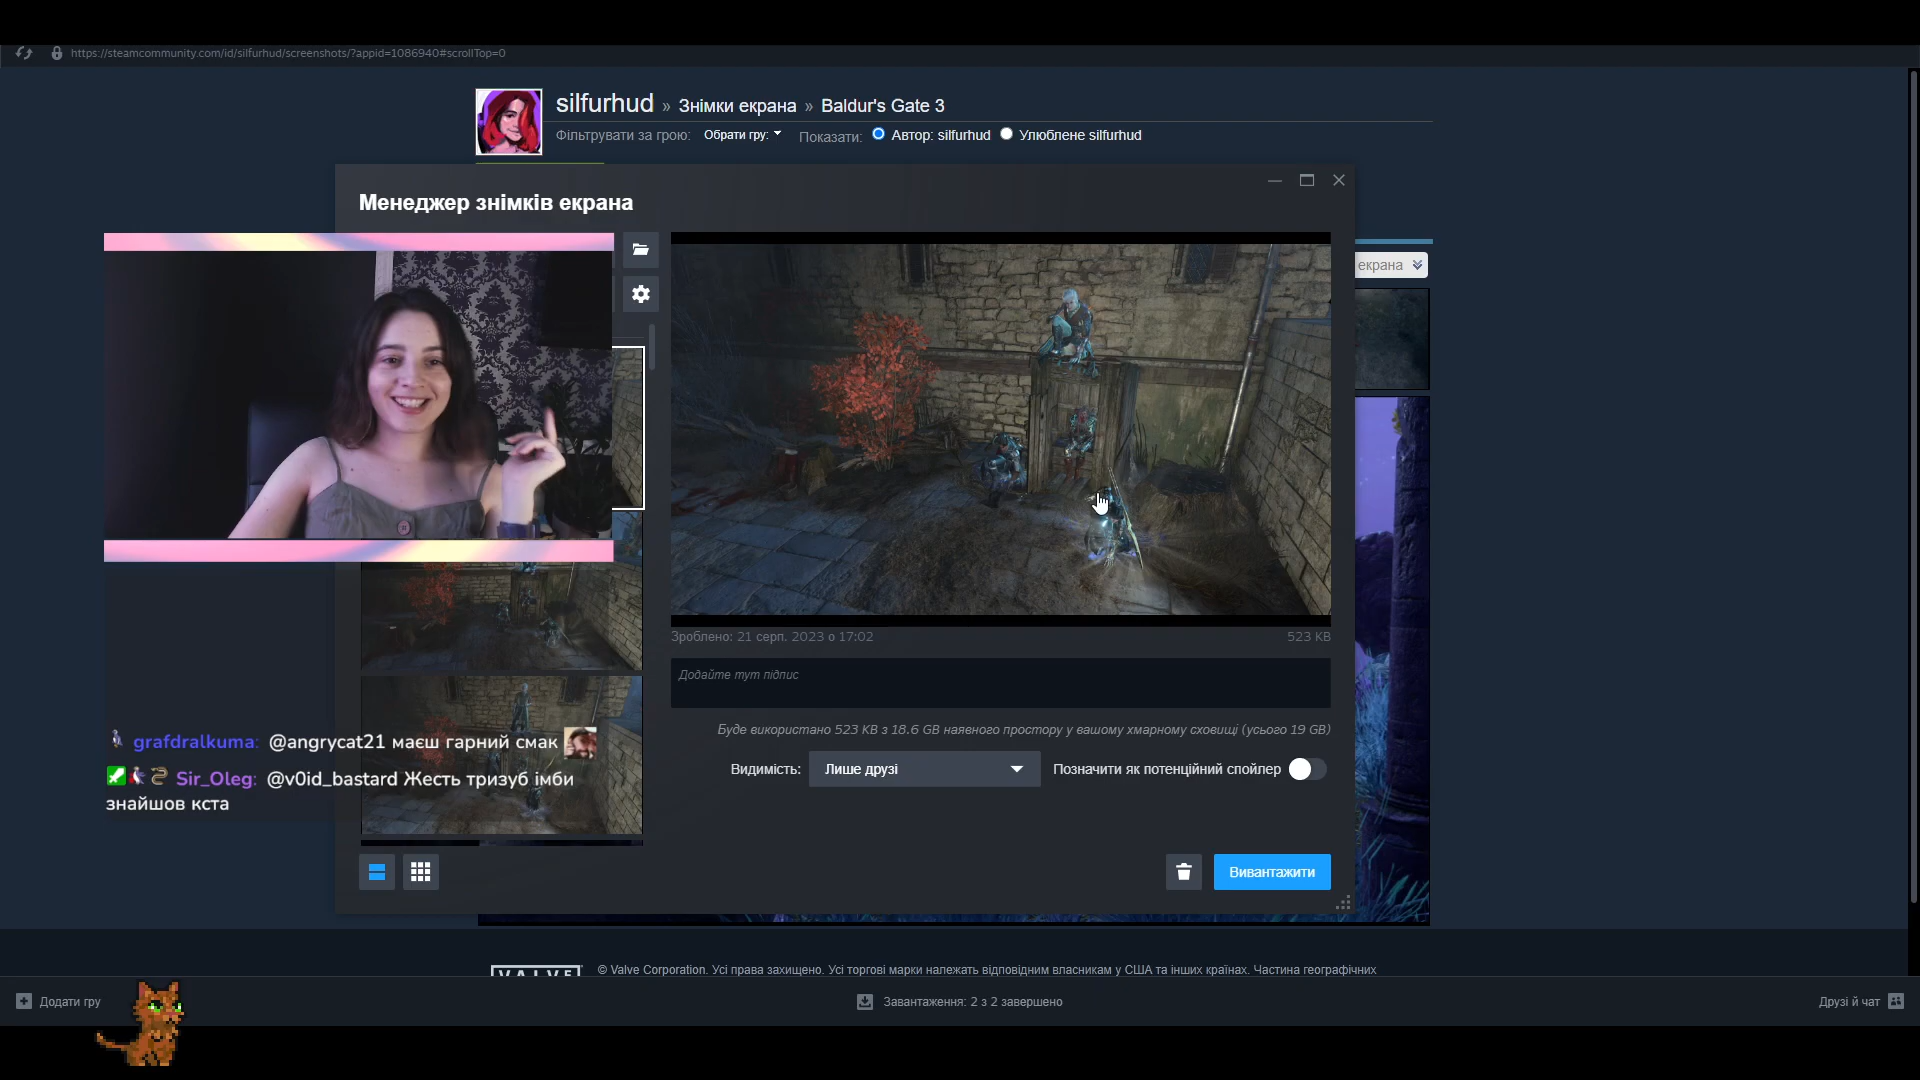 https://steamcommunity.com/id/silfurhud/screenshots/?appid=1086940#scrollTop=0
silfurhud » Знімки екрана » Baldur's Gate 3
Фільтрувати за грою: Обрати гру: Показати: Автор: silfurhud Улюблене silfurhud
Менеджер знімків екрана
екрана
Зроблено: 21 серп. 2023 о 17:02 523 KB
Додайте тут підпис
Буде використано 523 KB з 18.6 GB наявного простору у вашому хмарному сховищі (усього 19 GB)
Видимість: Лише друзі Позначити як потенційний спойлер
grafdralkuma: @angrycat21 маєш гарний смак
Sir_Oleg: @v0id_bastard Жесть тризуб імби
знайшов кста
Вивантажити
VALVE © Valve Corporation. Усі права захищено. Усі торгові марки належать відповідним власникам у США та інших країнах. Частина географічних
Додати гру Завантаження: 2 з 2 завершено Друзі й чат